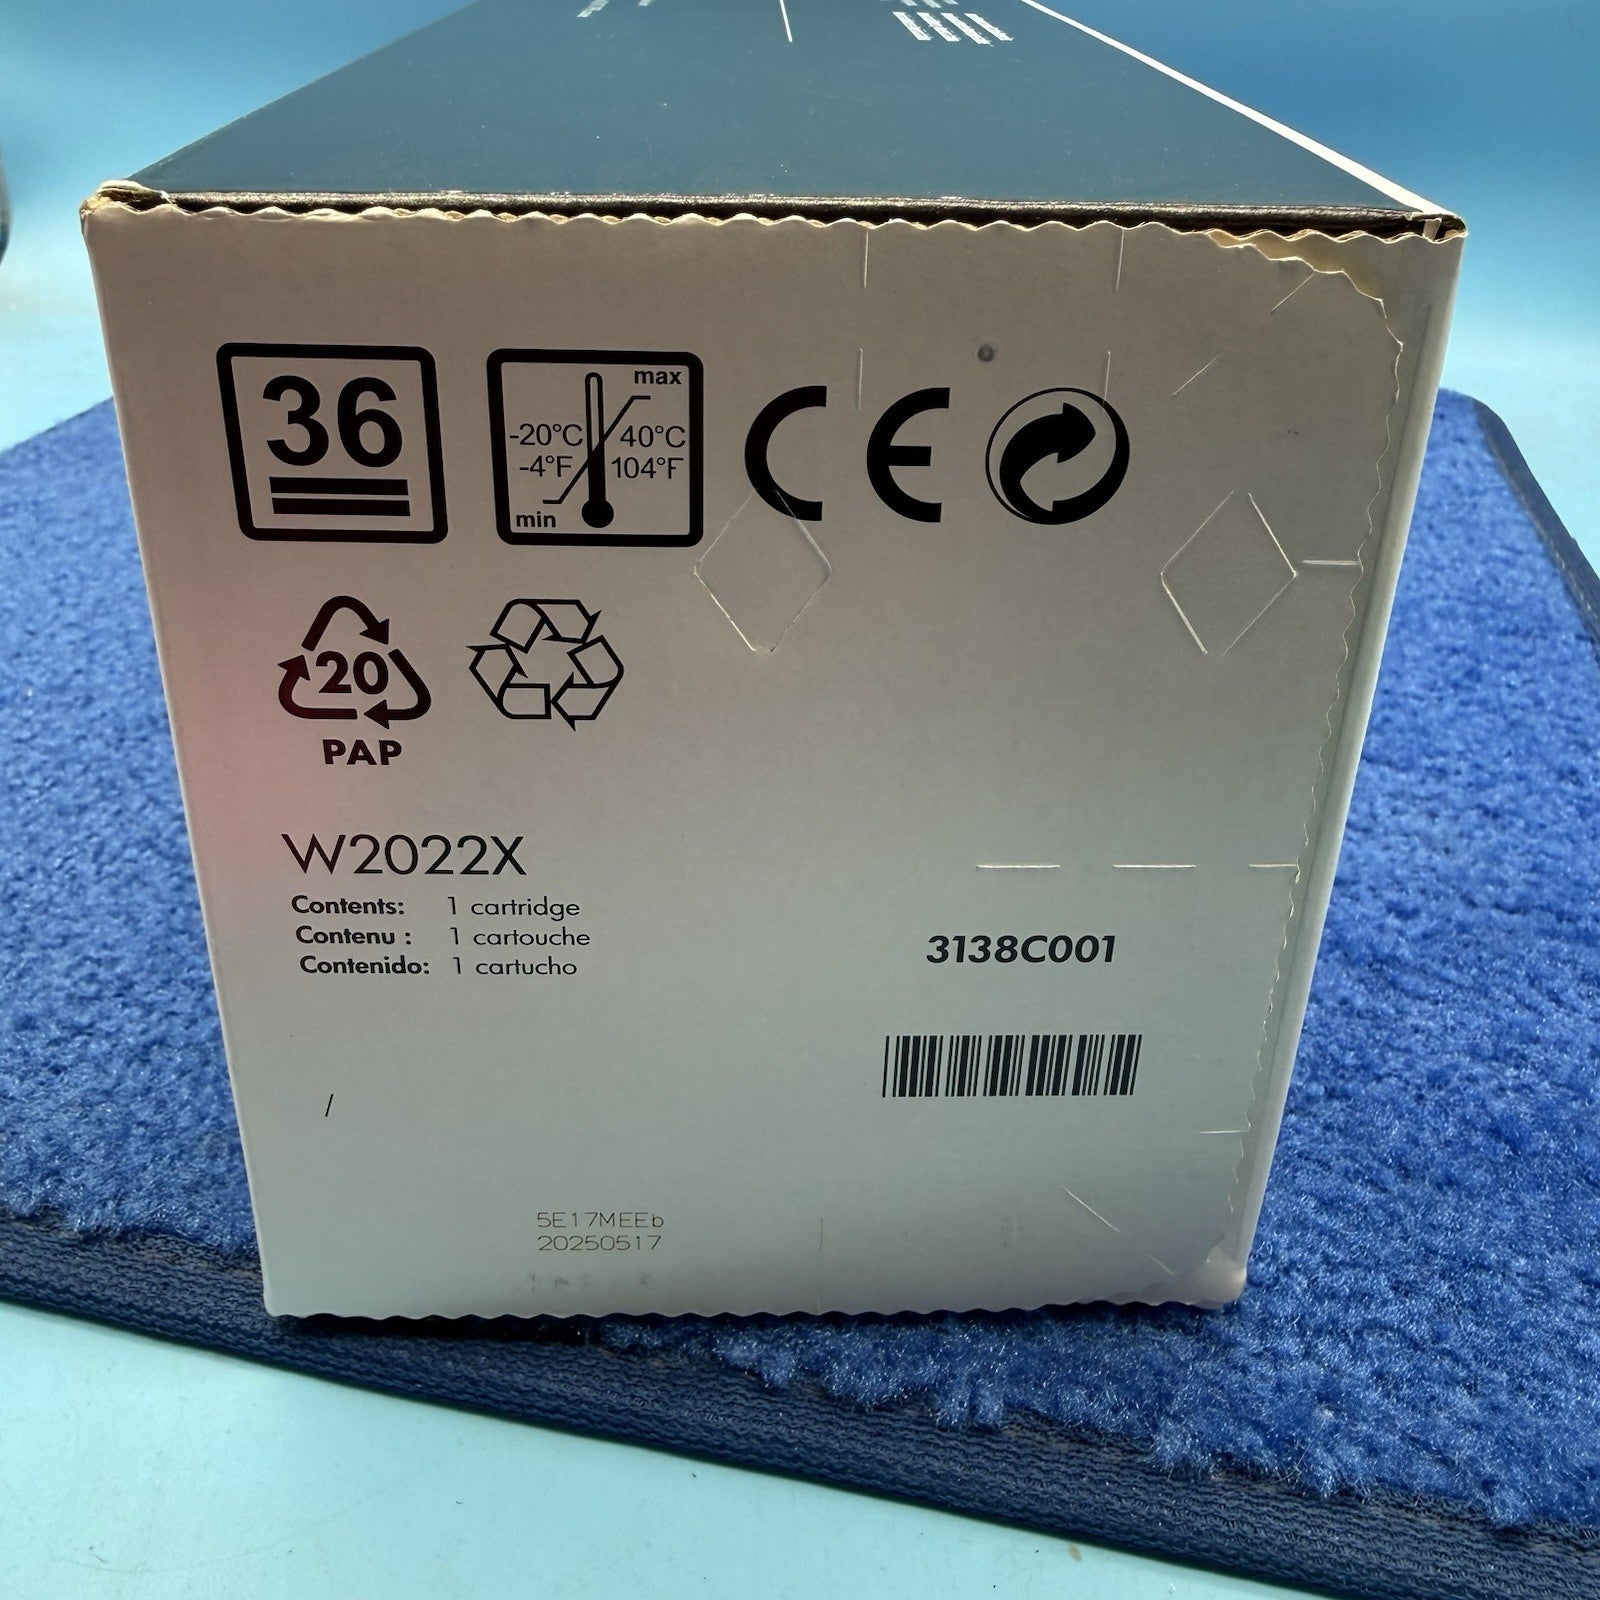 36
max
-20°C 40°C
-4°F 104°F
min
CE
20
PAP
W2022X
Contents: 1 cartridge
Contenu : 1 cartouche
Contenido: 1 cartucho
3138C001
/
5E17MEEb
20250517